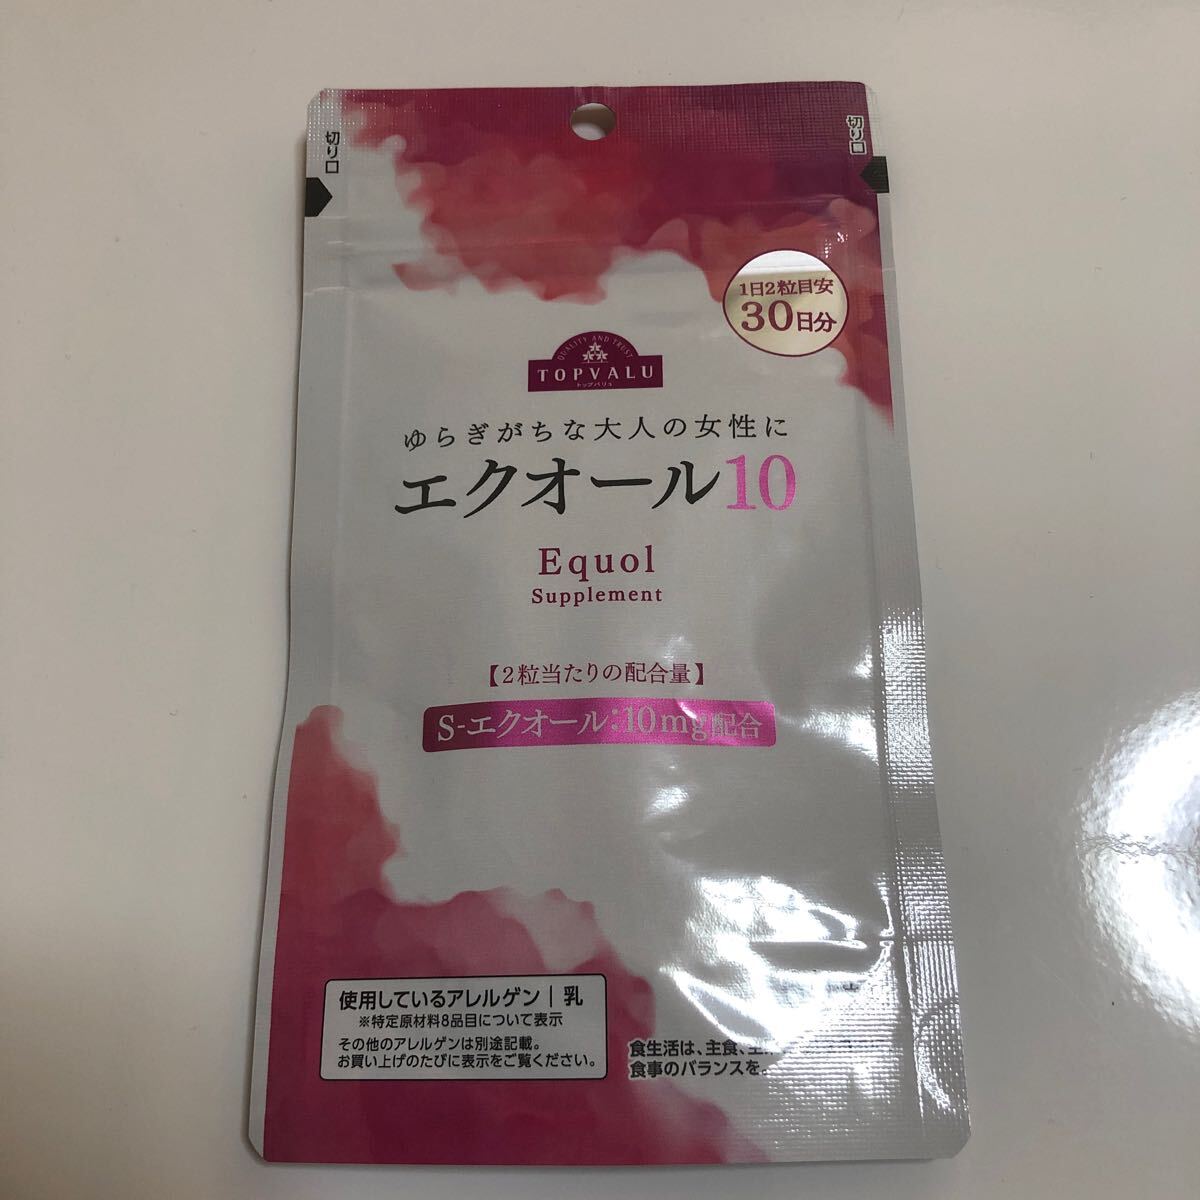 切り口
切り口
1日2粒目安
30日分
QUALITY AND TRUST
TOPVALU
トップバリュ
ゆらぎがちな大人の女性に
エクオール10
Equol
Supplement
【2粒当たりの配合量】
S-エクオール:10mg配合
使用しているアレルゲン | 乳
※特定原材料8品目について表示
その他のアレルゲンは別途記載。
お買い上げのたびに表示をご覧ください。
食生活は、主食、主
食事のバランスを